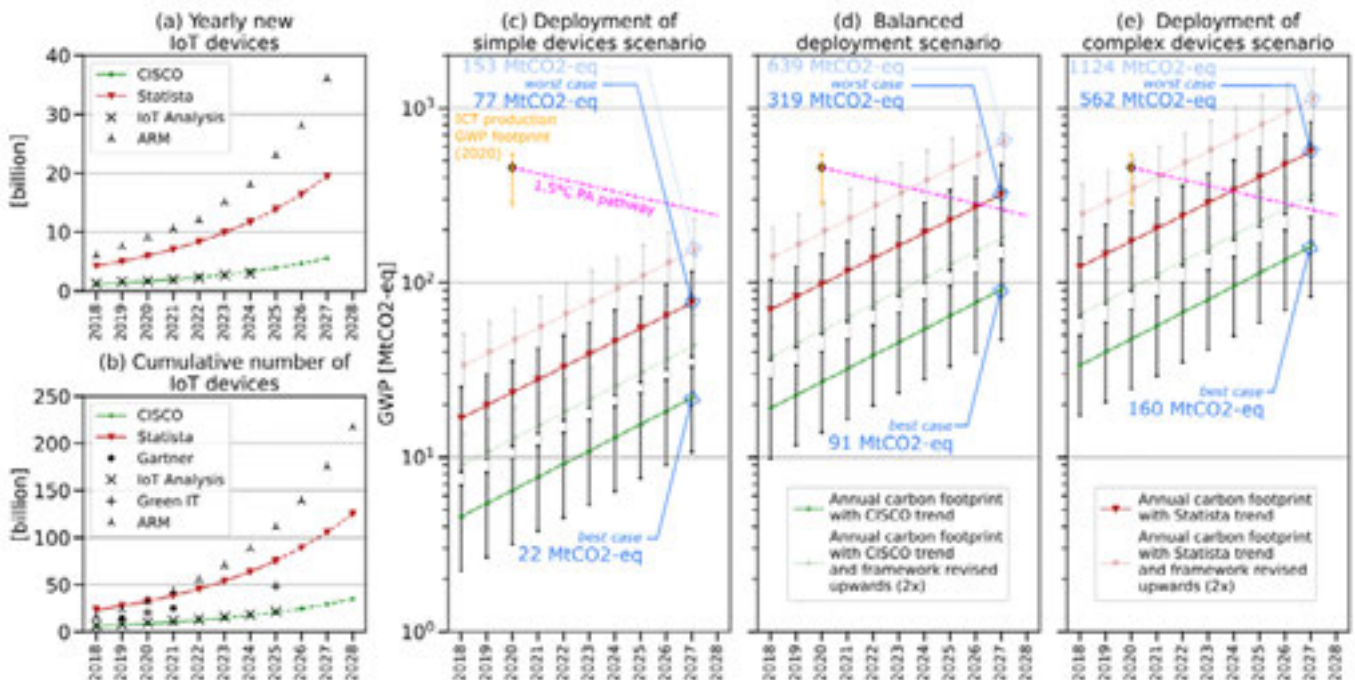 (a) Yearly new
IoT devices
40
30
20
10
0
[billion]
CISCO
Statista
IoT Analysis
ARM
2018
2019
2020
2021
2022
2023
2024
2025
2026
2027
2028
(b) Cumulative number of
IoT devices
250
200
150
100
50
0
[billion]
CISCO
Statista
Gartner
IoT Analysis
Green IT
ARM
2018
2019
2020
2021
2022
2023
2024
2025
2026
2027
2028
(c) Deployment of
simple devices scenario
GWP [MtCO2-eq]
10³
10²
10¹
10⁰
153 MtCO2-eq
worst case
77 MtCO2-eq
ICT production
GWP footprint
(2020)
1.5°C PA pathway
best case
22 MtCO2-eq
2018
2019
2020
2021
2022
2023
2024
2025
2026
2027
2028
(d) Balanced
deployment scenario
639 MtCO2-eq
worst case
319 MtCO2-eq
best case
91 MtCO2-eq
Annual carbon footprint
with CISCO trend
Annual carbon footprint
with CISCO trend
and framework revised
upwards (2x)
2018
2019
2020
2021
2022
2023
2024
2025
2026
2027
2028
(e) Deployment of
complex devices scenario
1124 MtCO2-eq
worst case
562 MtCO2-eq
best case
160 MtCO2-eq
Annual carbon footprint
with Statista trend
Annual carbon footprint
with Statista trend
and framework revised
upwards (2x)
2018
2019
2020
2021
2022
2023
2024
2025
2026
2027
2028